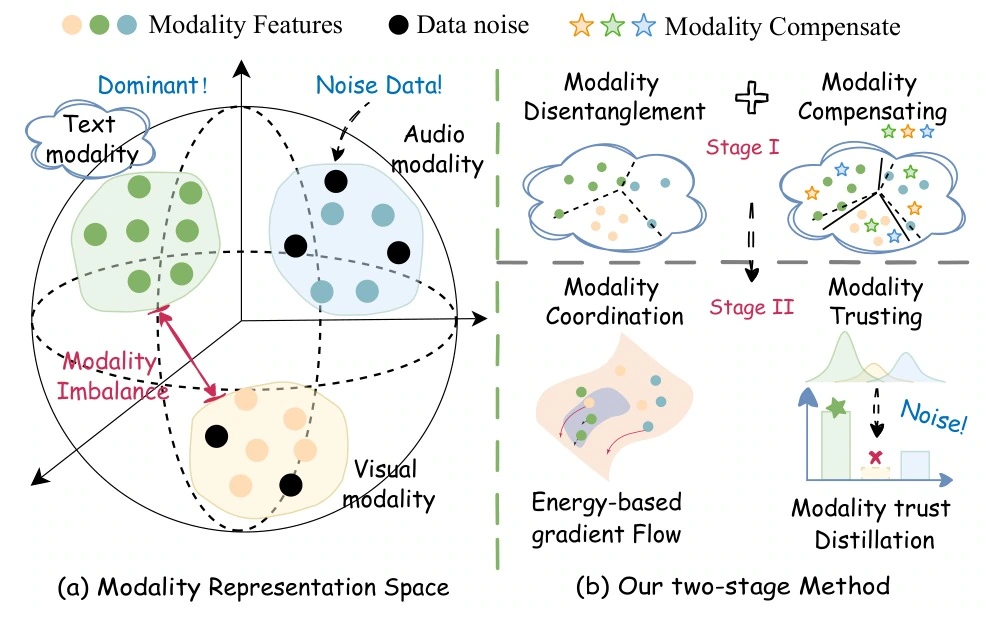 Modality Features
Data noise
Modality Compensate
Dominant!
Noise Data!
Text
modality
Audio
modality
Modality
Imbalance
Visual
modality
(a) Modality Representation Space
Modality
Disentanglement
Modality
Compensating
Stage I
Modality
Coordination
Stage II
Modality
Trusting
Noise!
Energy-based
gradient Flow
Modality trust
Distillation
(b) Our two-stage Method